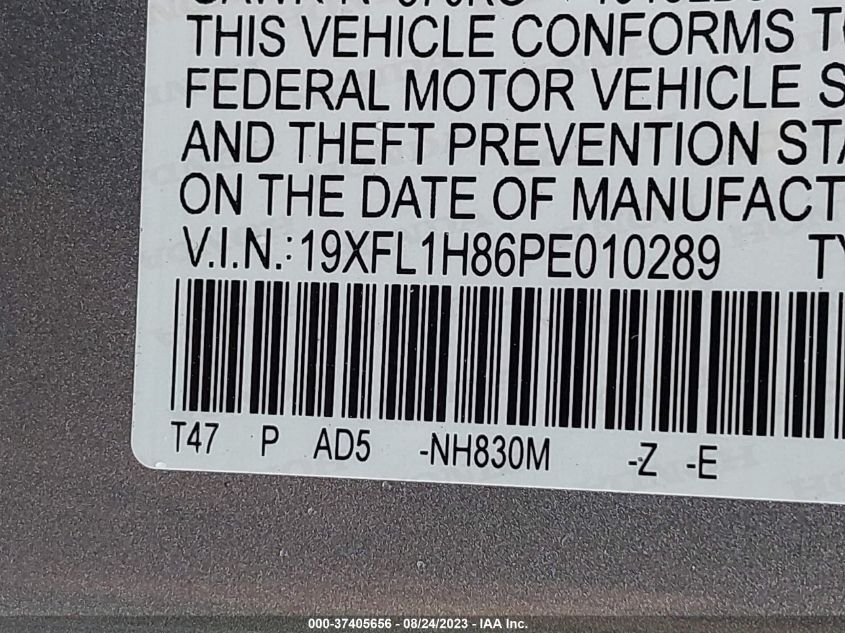 THIS VEHICLE CONFORMS
FEDERAL MOTOR VEHICLE
AND THEFT PREVENTION
ON THE DATE OF MANUFACT
V.I.N.:19XFL1H86PE010289 TY
T47 P AD5 -NH830M -Z -E
000-37405656 - 08/24/2023 - IAA Inc.